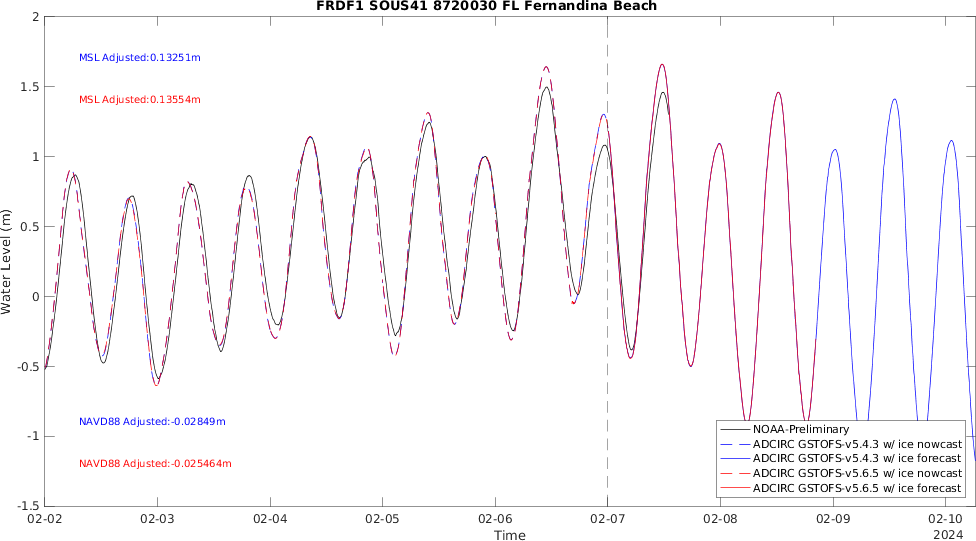 FRDF1 SOUS41 8720030 FL Fernandina Beach
2
1.5
1
0.5
0
-0.5
-1
-1.5
Water Level (m)
MSL Adjusted:0.13251m
MSL Adjusted:0.13554m
NAVD88 Adjusted:-0.02849m
NAVD88 Adjusted:-0.025464m
NOAA-Preliminary
ADCIRC GSTOFS-v5.4.3 w/ ice nowcast
ADCIRC GSTOFS-v5.4.3 w/ ice forecast
ADCIRC GSTOFS-v5.6.5 w/ ice nowcast
ADCIRC GSTOFS-v5.6.5 w/ ice forecast
02-02 02-03 02-04 02-05 02-06 02-07 02-08 02-09 02-10
2024
Time